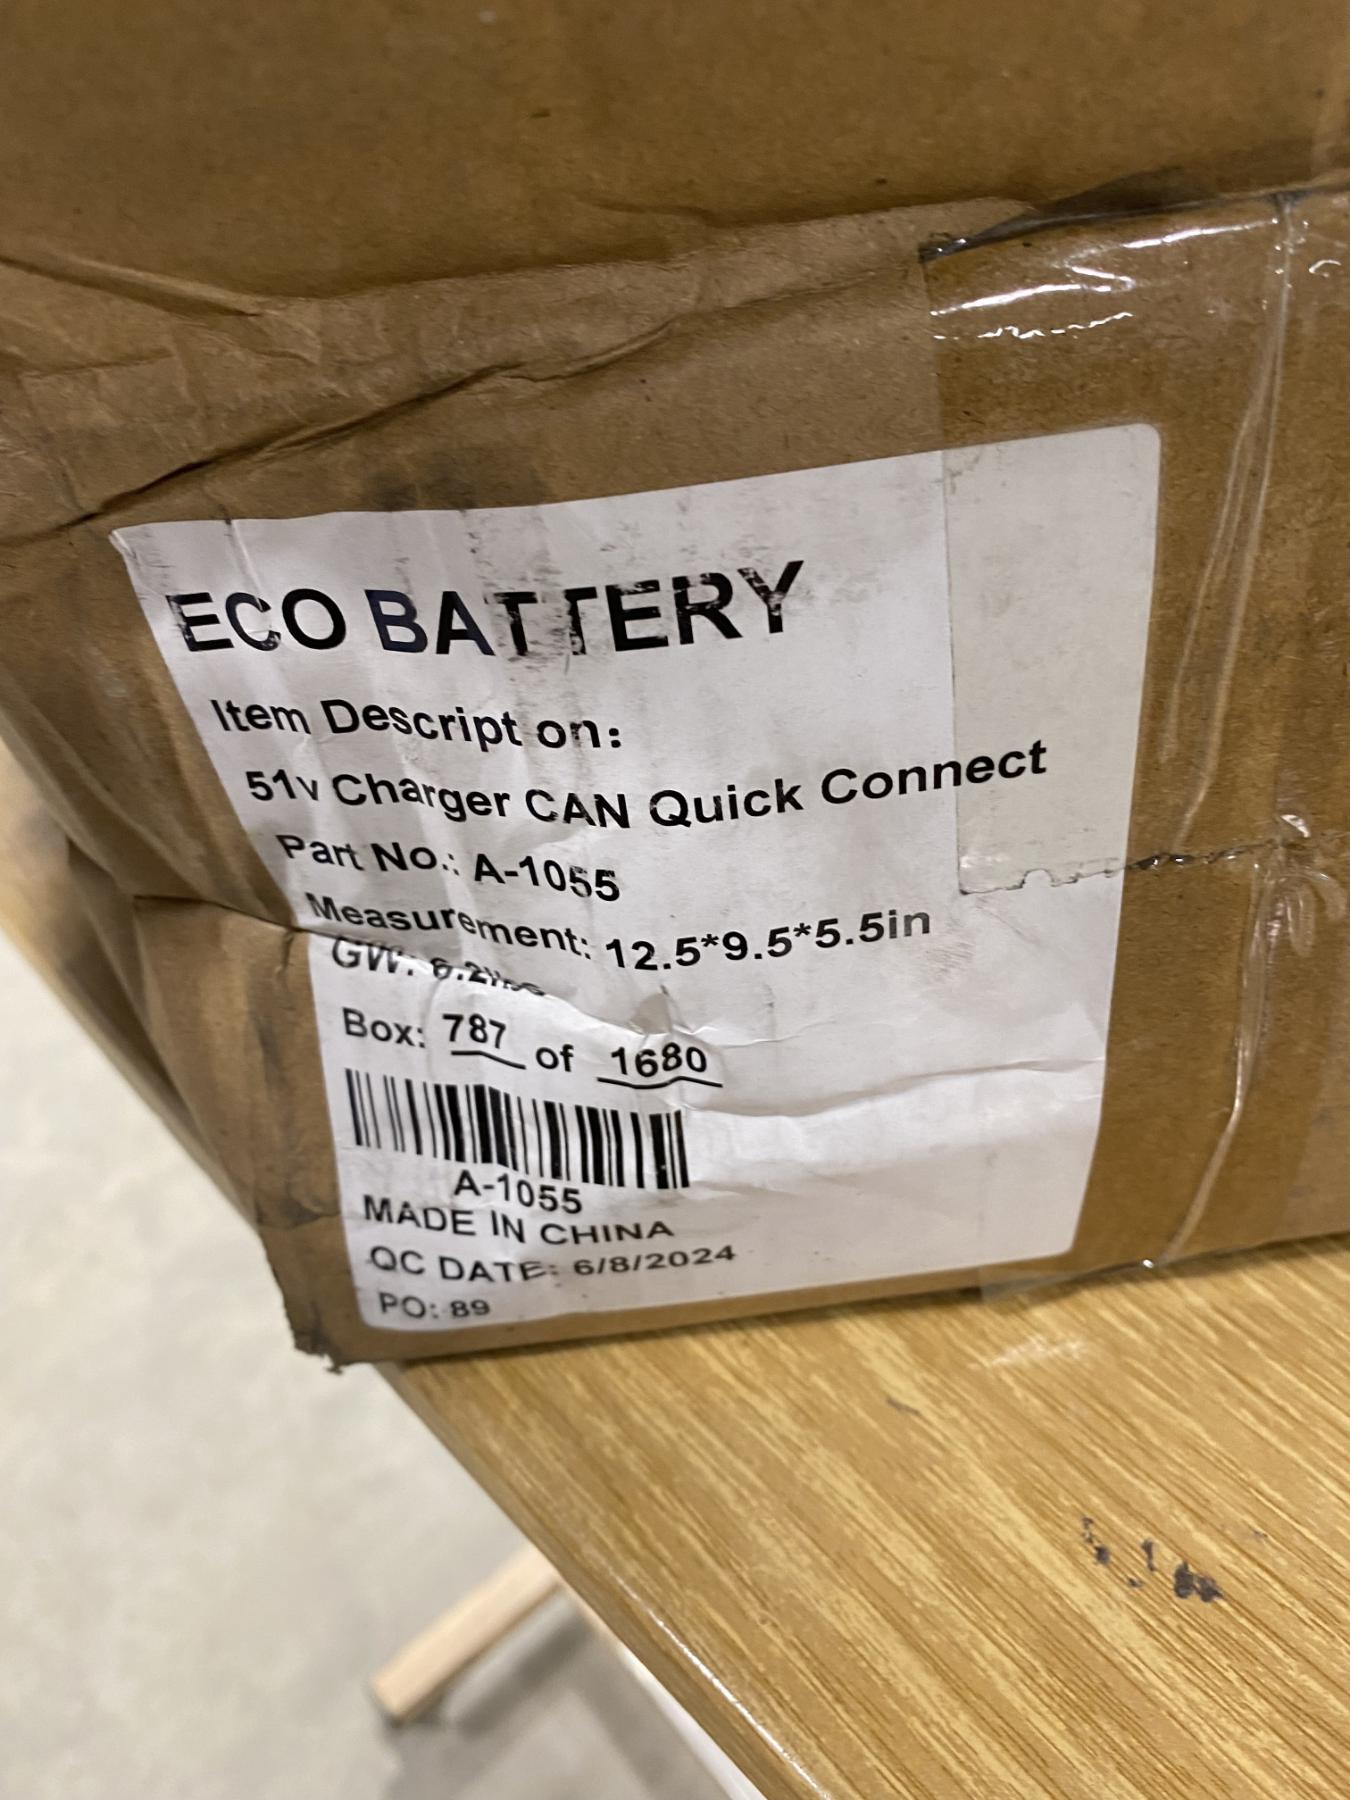 ECO BATTERY
Item Descript on:
51v Charger CAN Quick Connect
Part No.: A-1055
Measurement: 12.5*9.5*5.5in
GW:
Box: 787 of 1680
A-1055
MADE IN CHINA
QC DATE: 6/8/2024
PO: 89